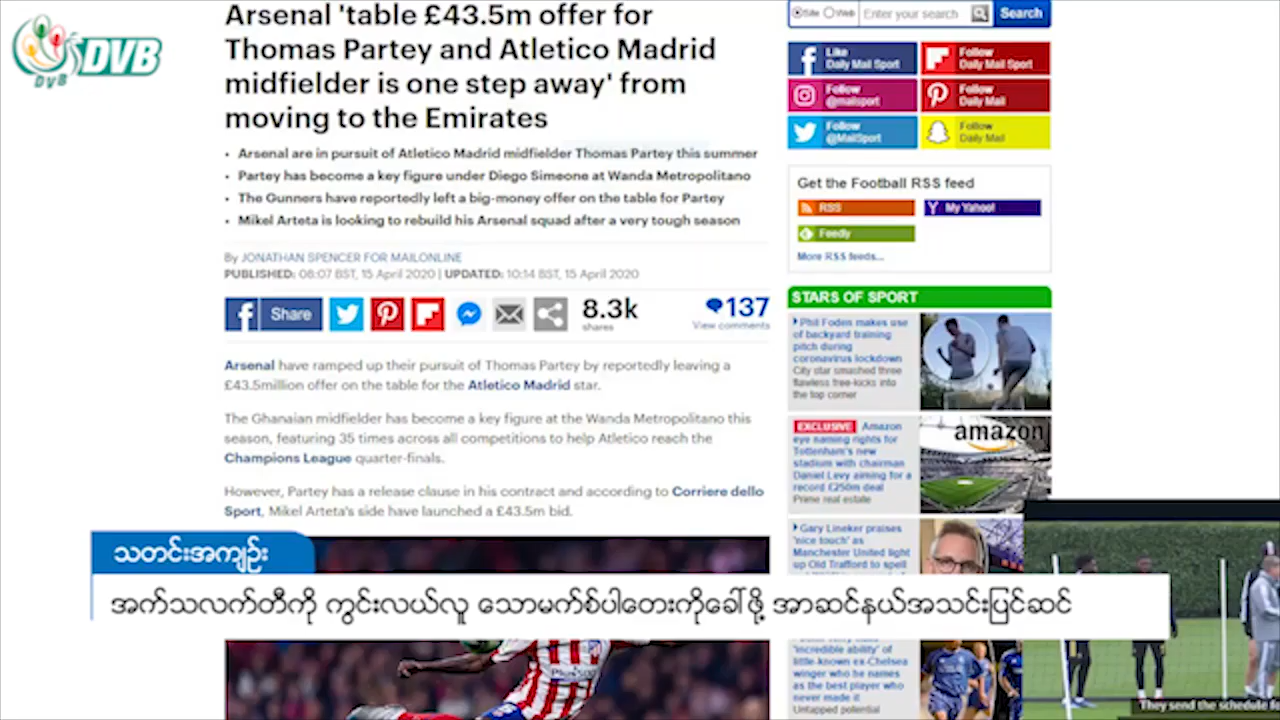 DVB
DVB
Arsenal 'table £43.5m offer for
Thomas Partey and Atletico Madrid
midfielder is one step away' from
moving to the Emirates
• Arsenal are in pursuit of Atletico Madrid midfielder Thomas Partey this summer
• Partey has become a key figure under Diego Simeone at Wanda Metropolitano
• The Gunners have reportedly left a big-money offer on the table for Partey
• Mikel Arteta is looking to rebuild his Arsenal squad after a very tough season
By JONATHAN SPENCER FOR MAILONLINE
PUBLISHED: 08:07 BST, 15 April 2020 | UPDATED: 10:14 BST, 15 April 2020
Share
8.3k
shares
137
View comments
Arsenal have ramped up their pursuit of Thomas Partey by reportedly leaving a
£43.5million offer on the table for the Atletico Madrid star.
The Ghanaian midfielder has become a key figure at the Wanda Metropolitano this
season, featuring 35 times across all competitions to help Atletico reach the
Champions League quarter-finals.
However, Partey has a release clause in his contract and according to Corriere dello
Sport, Mikel Arteta's side have launched a £43.5m bid.
Site Web Enter your search Search
Like
Daily Mail Sport
Follow
Daily Mail Sport
Follow
@mailsport
Follow
Daily Mail
Follow
@MailSport
Follow
Daily Mail
Get the Football RSS feed
RSS
My Yahoo!
Feedly
More RSS feeds...
STARS OF SPORT
Phil Foden makes use
of backyard training
pitch during
coronavirus lockdown
City star smashed three
flawless free-kicks into
the top corner
EXCLUSIVE Amazon
eye naming rights for
Tottenham's new
stadium with chairman
Daniel Levy aiming for a
record £250m deal
Prime real estate
amazon
Gary Lineker praises
'nice touch' as
Manchester United light
up Old Trafford to spell
'incredible ability' of
little-known ex-Chelsea
winger who he names
as the best player who
never made it
Untapped potential
သတင်းအကျဉ်း
အက်သလက်တီကို ကွင်းလယ်လူ သောမက်စ်ပါတေးကိုခေါ်ဖို့ အာဆင်နယ်အသင်းပြင်ဆင်
They send the schedule f